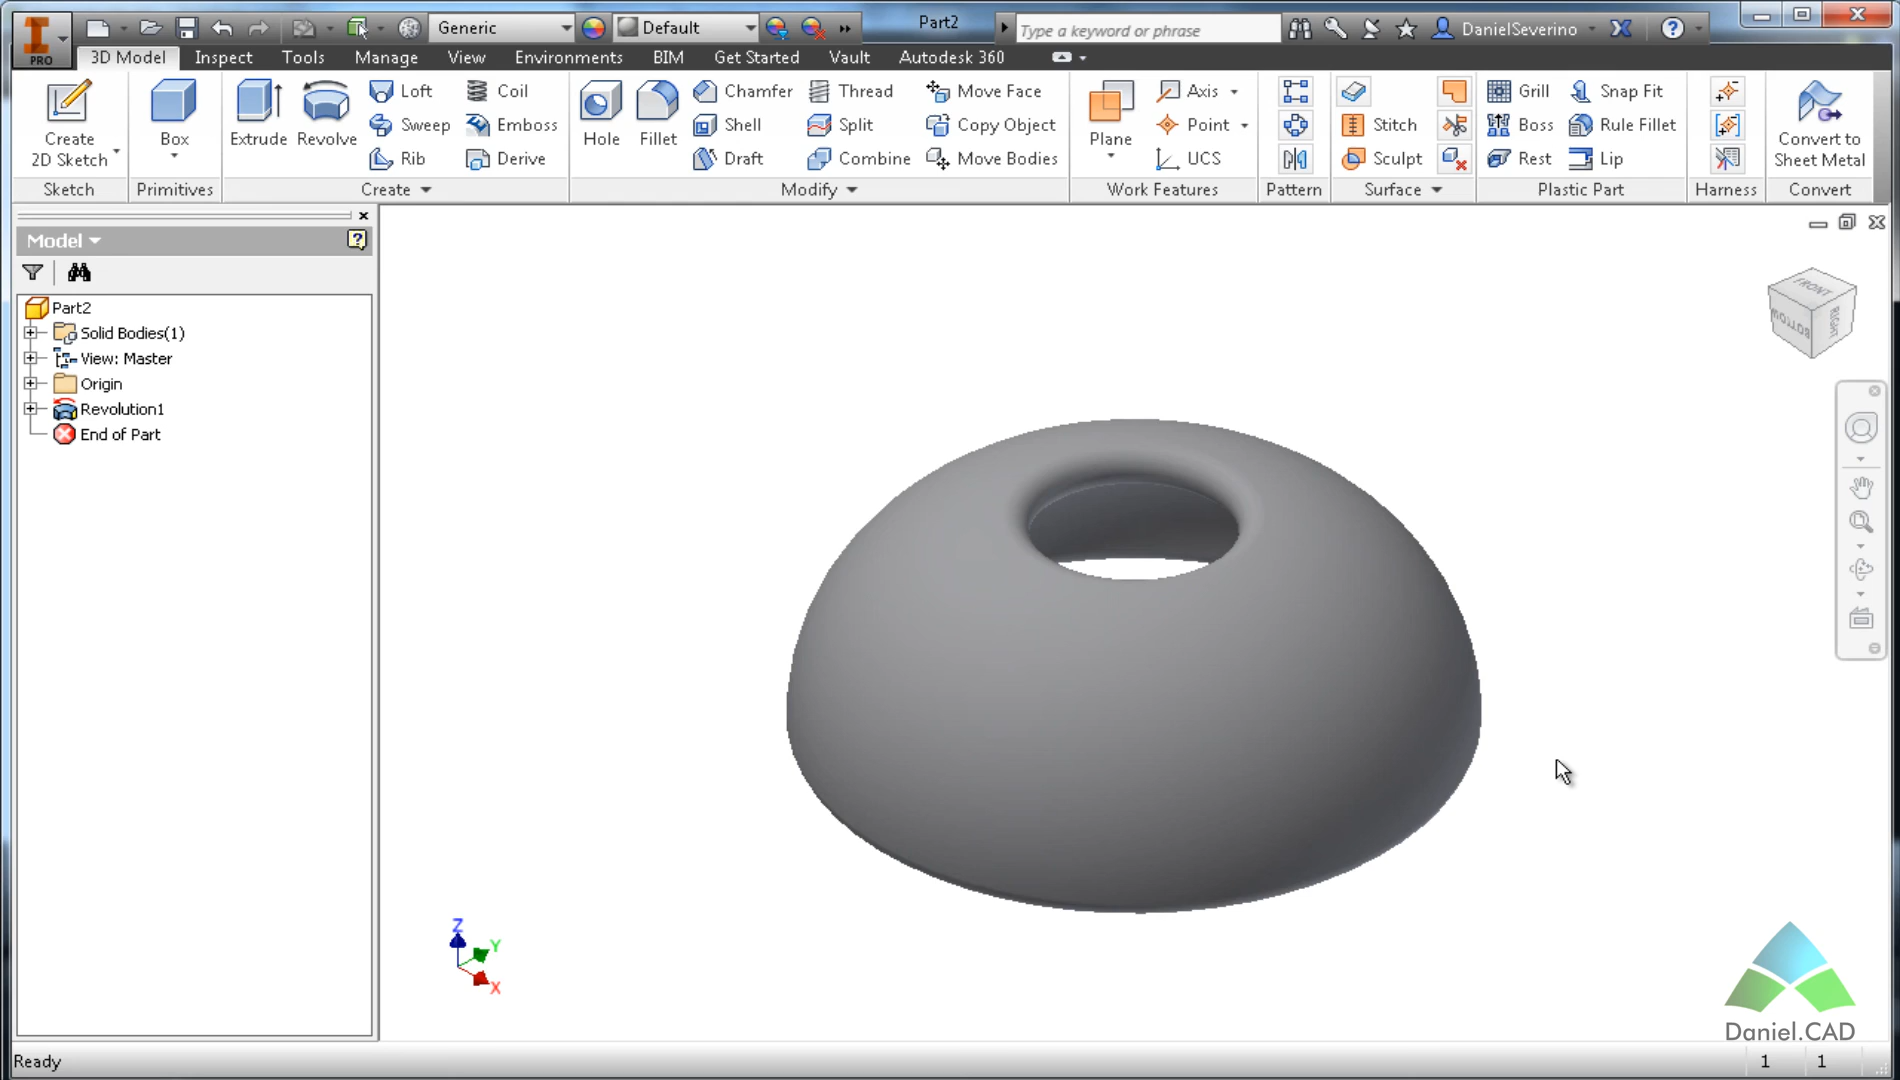 PRO
Generic
Default
Part2
Type a keyword or phrase
DanielSeverino
3D Model Inspect Tools Manage View Environments BIM Get Started Vault Autodesk 360
Create
2D Sketch
Sketch
Box
Primitives
Extrude
Revolve
Loft
Sweep
Rib
Coil
Emboss
Derive
Create
Hole
Fillet
Chamfer
Shell
Draft
Thread
Split
Combine
Move Face
Copy Object
Move Bodies
Modify
Plane
Axis
Point
UCS
Work Features
Pattern
Stitch
Sculpt
Surface
Grill
Boss
Rest
Snap Fit
Rule Fillet
Lip
Plastic Part
Harness
Convert to
Sheet Metal
Convert
Model
Part2
Solid Bodies(1)
View: Master
Origin
Revolution1
End of Part
FRONT
BOTTOM
RIGHT
Z
Y
X
Daniel.CAD
Ready
1 1